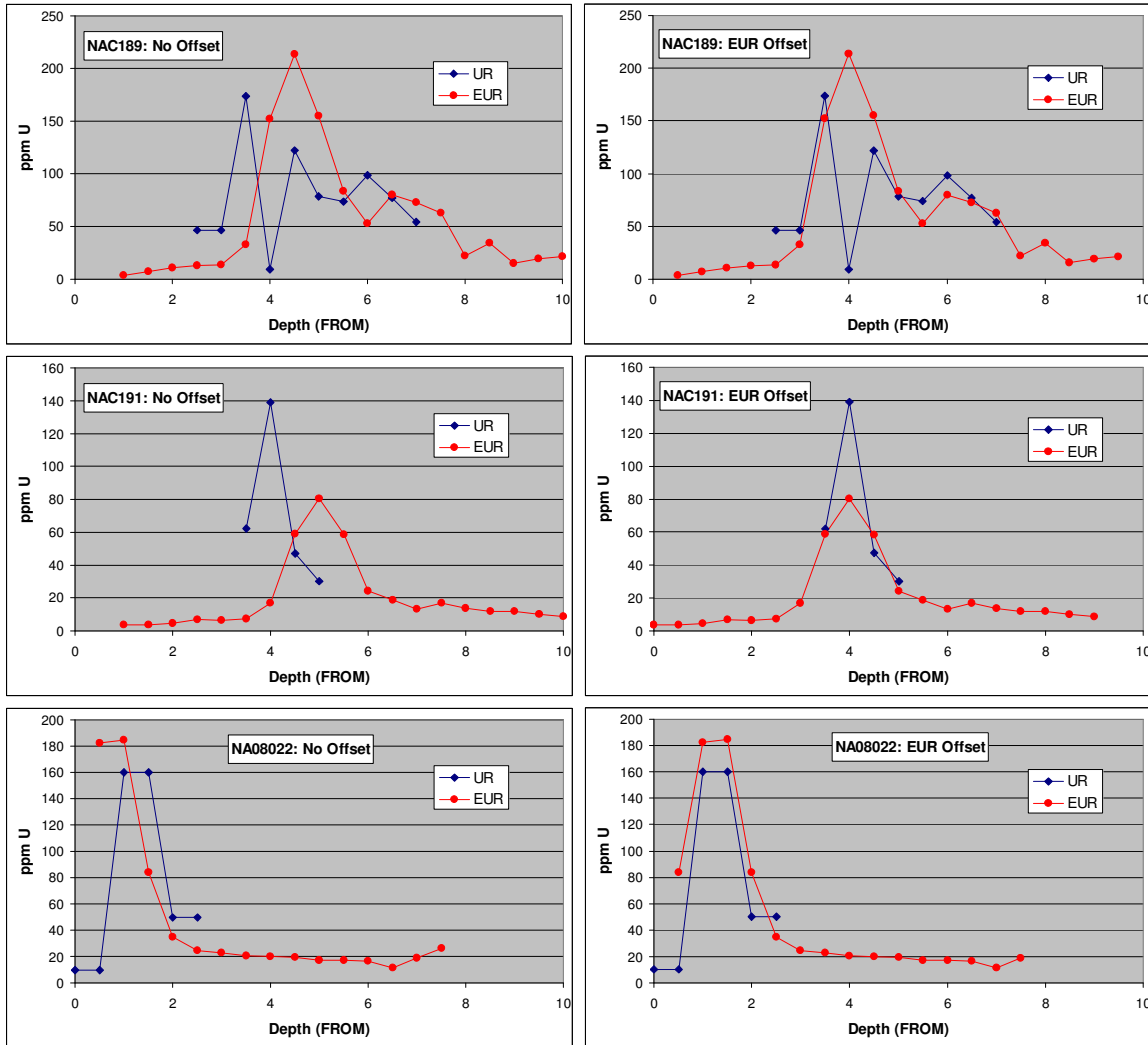 NAC189: No Offset
UR
EUR
ppm U
250
200
150
100
50
0
0 2 4 6 8 10
Depth (FROM)
NAC189: EUR Offset
UR
EUR
ppm U
250
200
150
100
50
0
0 2 4 6 8 10
Depth (FROM)
NAC191: No Offset
UR
EUR
ppm U
160
140
120
100
80
60
40
20
0
0 2 4 6 8 10
Depth (FROM)
NAC191: EUR Offset
UR
EUR
ppm U
160
140
120
100
80
60
40
20
0
0 2 4 6 8 10
Depth (FROM)
NA08022: No Offset
UR
EUR
ppm U
200
180
160
140
120
100
80
60
40
20
0
0 2 4 6 8 10
Depth (FROM)
NA08022: EUR Offset
UR
EUR
ppm U
200
180
160
140
120
100
80
60
40
20
0
0 2 4 6 8 10
Depth (FROM)